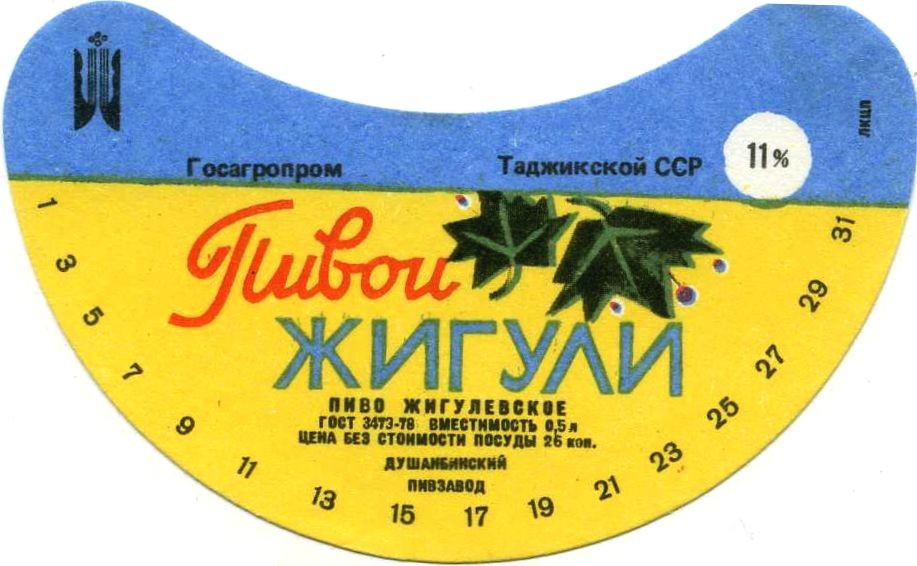 ЛКЦП
Госагропром Таджикской ССР 11%
Пивои
ЖИГУЛИ
ПИВО ЖИГУЛЕВСКОЕ
ГОСТ 3473-78 ВМЕСТИМОСТЬ 0,5 л
ЦЕНА БЕЗ СТОИМОСТИ ПОСУДЫ 26 коп.
ДУШАНБИНСКИЙ
ПИВЗАВОД
1 3 5 7 9 11 13 15 17 19 21 23 25 27 29 31